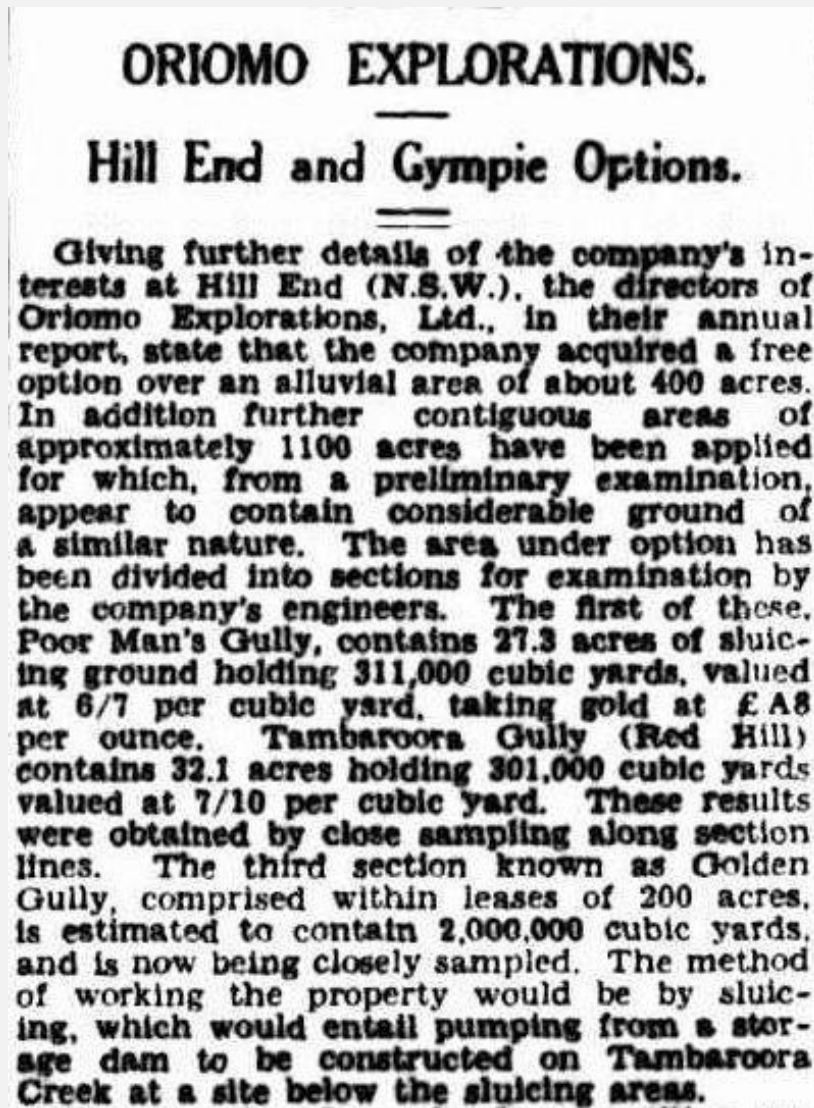 ORIOMO EXPLORATIONS.
Hill End and Gympie Options.
Giving further details of the company's in-
terests at Hill End (N.S.W.), the directors of
Oriomo Explorations, Ltd., in their annual
report, state that the company acquired a free
option over an alluvial area of about 400 acres.
In addition further contiguous areas of
approximately 1100 acres have been applied
for which, from a preliminary examination,
appear to contain considerable ground of
a similar nature. The area under option has
been divided into sections for examination by
the company's engineers. The first of these,
Poor Man's Gully, contains 27.3 acres of sluic-
ing ground holding 311,000 cubic yards, valued
at 6/7 per cubic yard, taking gold at £A8
per ounce. Tambaroora Gully (Red Hill)
contains 32.1 acres holding 301,000 cubic yards
valued at 7/10 per cubic yard. These results
were obtained by close sampling along section
lines. The third section known as Golden
Gully, comprised within leases of 200 acres,
is estimated to contain 2,000,000 cubic yards,
and is now being closely sampled. The method
of working the property would be by sluic-
ing, which would entail pumping from a stor-
age dam to be constructed on Tambaroora
Creek at a site below the sluicing areas.